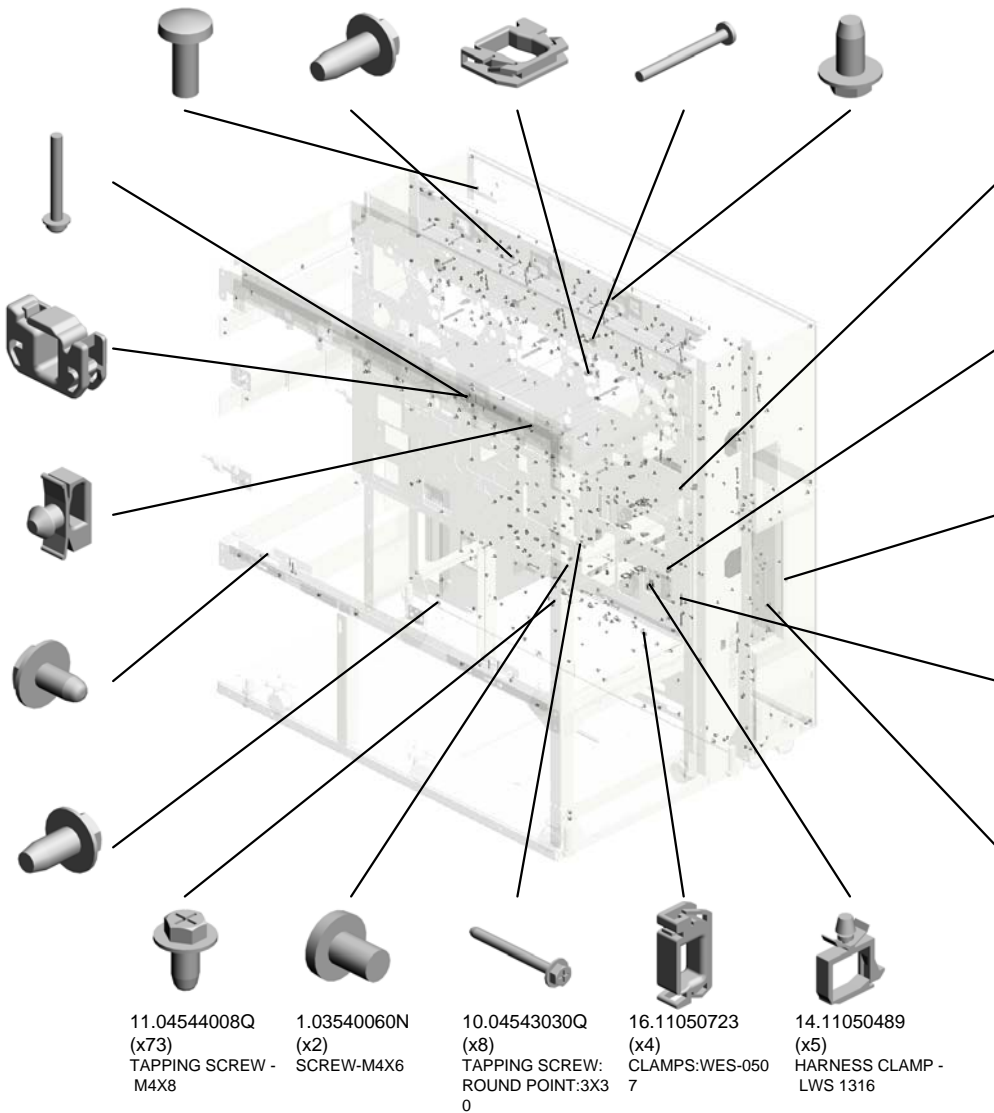 11.04544008Q
(x73)
TAPPING SCREW -
M4X8
1.03540060N
(x2)
SCREW-M4X6
10.04543030Q
(x8)
TAPPING SCREW:
ROUND POINT:3X3
0
16.11050723
(x4)
CLAMPS:WES-050
7
14.11050489
(x5)
HARNESS CLAMP -
LWS 1316